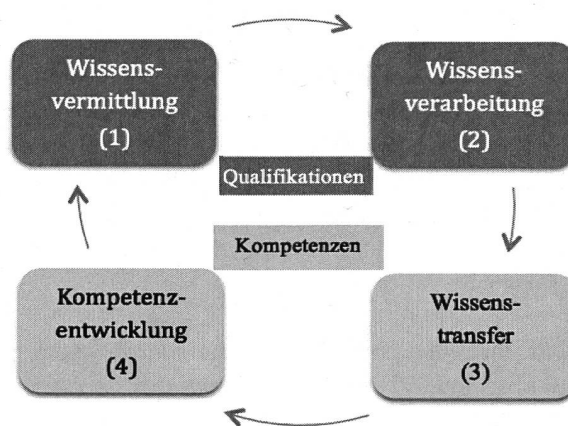 Wissens-
vermittlung
(1)
Wissens-
verarbeitung
(2)
Qualifikationen
Kompetenzen
Kompetenz-
entwicklung
(4)
Wissens-
transfer
(3)